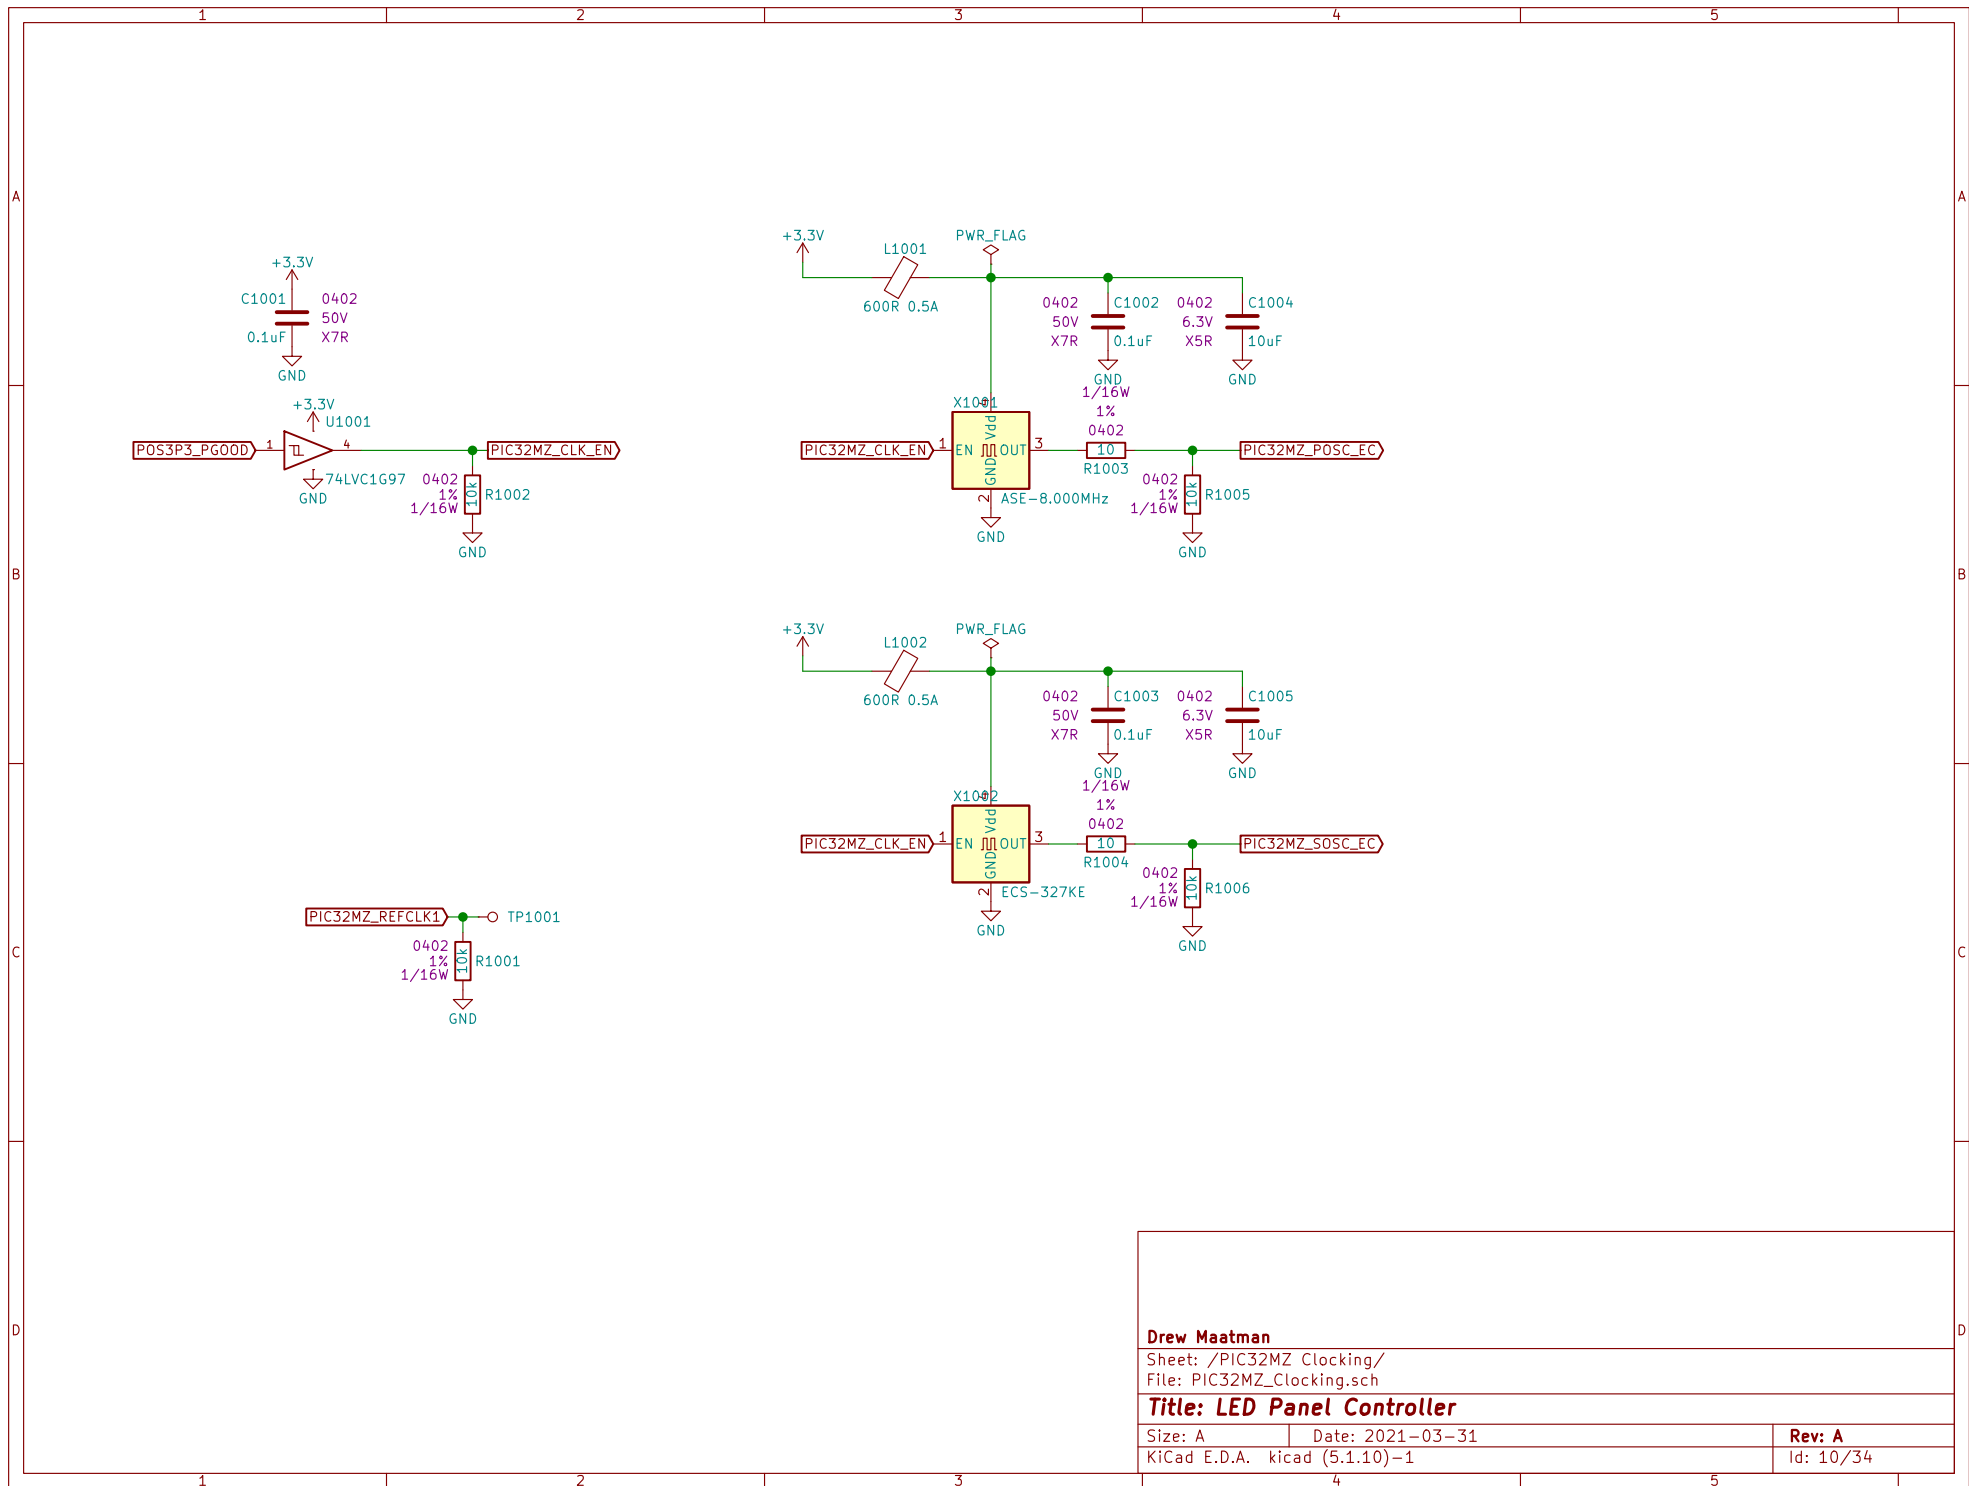 1 2 3 4 5
A A
+3.3V
C1001 0402
50V
0.1uF X7R
GND
+3.3V
U1001
POS3P3_PGOOD 1 4 PIC32MZ_CLK_EN
74LVC1G97
GND
0402
1% 10k R1002
1/16W
GND
+3.3V L1001 PWR_FLAG
600R 0.5A
0402 C1002
50V
X7R 0.1uF
GND
0402 C1004
6.3V
X5R 10uF
GND
X1001 4
1/16W
1%
0402
PIC32MZ_CLK_EN 1 EN Vdd OUT GND 3 10 PIC32MZ_POSC_EC
R1003
2 ASE-8.000MHz
GND
0402
1% 10k R1005
1/16W
GND
B B
+3.3V L1002 PWR_FLAG
600R 0.5A
0402 C1003
50V
X7R 0.1uF
GND
0402 C1005
6.3V
X5R 10uF
GND
X1002 4
1/16W
1%
0402
PIC32MZ_CLK_EN 1 EN Vdd OUT GND 3 10 PIC32MZ_SOSC_EC
R1004
2 ECS-327KE
GND
0402
1% 10k R1006
1/16W
GND
PIC32MZ_REFCLK1 TP1001
0402
1% 10k R1001
1/16W
GND
C C
D D
Drew Maatman
Sheet: /PIC32MZ Clocking/
File: PIC32MZ_Clocking.sch
Title: LED Panel Controller
Size: A Date: 2021-03-31 Rev: A
KiCad E.D.A. kicad (5.1.10)-1 Id: 10/34
1 2 3 4 5